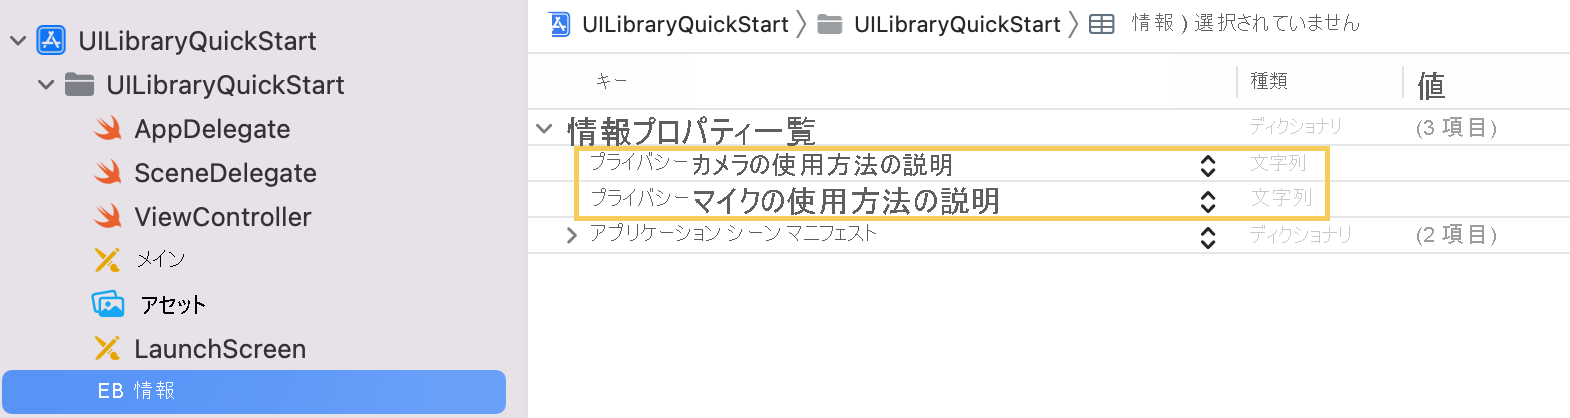 UILibraryQuickStart
UILibraryQuickStart
AppDelegate
SceneDelegate
ViewController
メイン
アセット
LaunchScreen
EB 情報
UILibraryQuickStart 〉 UILibraryQuickStart 〉 情報 ) 選択されていません
キー 種類 値
情報プロパティ一覧 ディクショナリ (3 項目)
プライバシー カメラの使用方法の説明 文字列
プライバシー マイクの使用方法の説明 文字列
アプリケーション シーン マニフェスト ディクショナリ (2 項目)